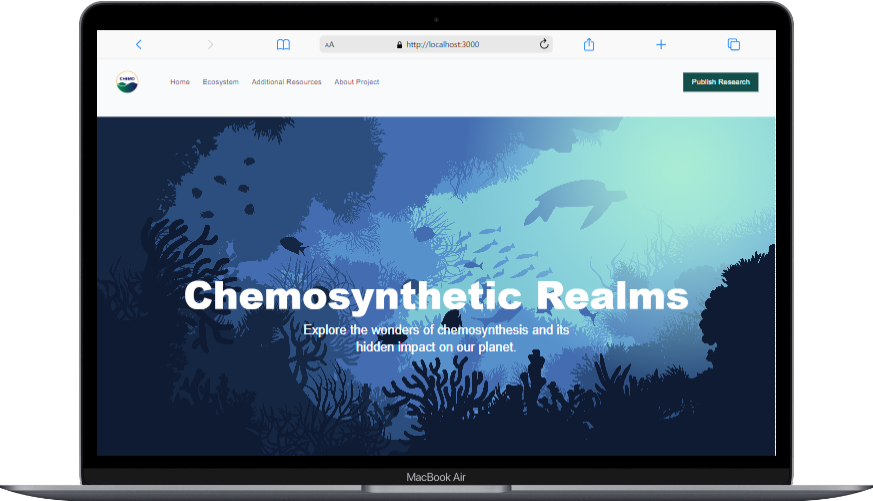 AA
http://localhost:3000
Home Ecosystem Additional Resources About Project
Publish Research
Chemosynthetic Realms
Explore the wonders of chemosynthesis and its
hidden impact on our planet.
MacBook Air